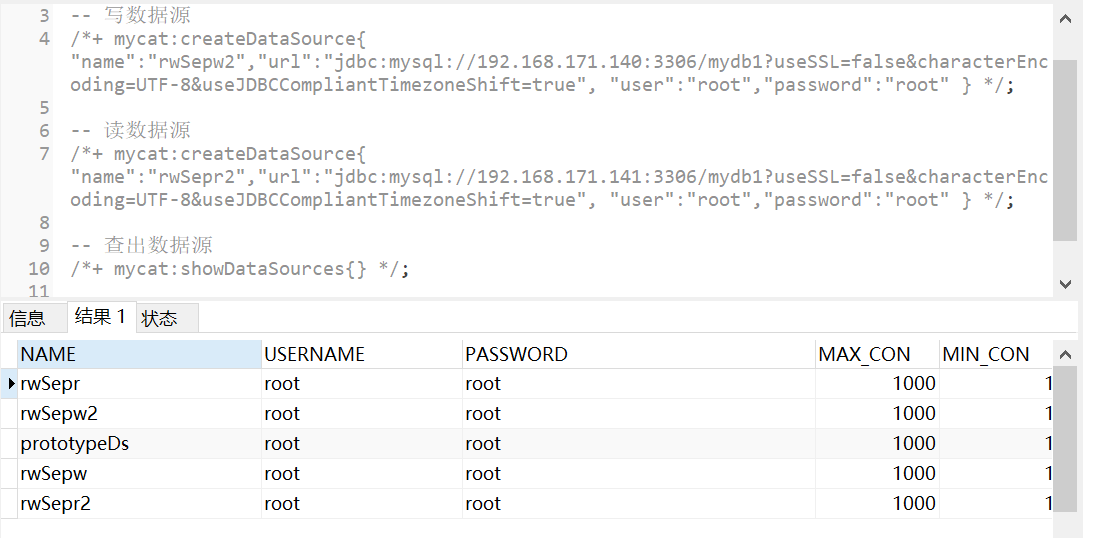 3 -- 写数据源
4 /*+ mycat:createDataSource{
"name":"rwSepw2","url":"jdbc:mysql://192.168.171.140:3306/mydb1?useSSL=false&characterEnc
oding=UTF-8&useJDBCCompliantTimezoneShift=true", "user":"root","password":"root" } */;
5
6 -- 读数据源
7 /*+ mycat:createDataSource{
"name":"rwSepr2","url":"jdbc:mysql://192.168.171.141:3306/mydb1?useSSL=false&characterEnc
oding=UTF-8&useJDBCCompliantTimezoneShift=true", "user":"root","password":"root" } */;
8
9 -- 查出数据源
10 /*+ mycat:showDataSources{} */;
11
信息 结果 1 状态
NAME USERNAME PASSWORD MAX_CON MIN_CON
rwSepr root root 1000 1
rwSepw2 root root 1000 1
prototypeDs root root 1000 1
rwSepw root root 1000 1
rwSepr2 root root 1000 1